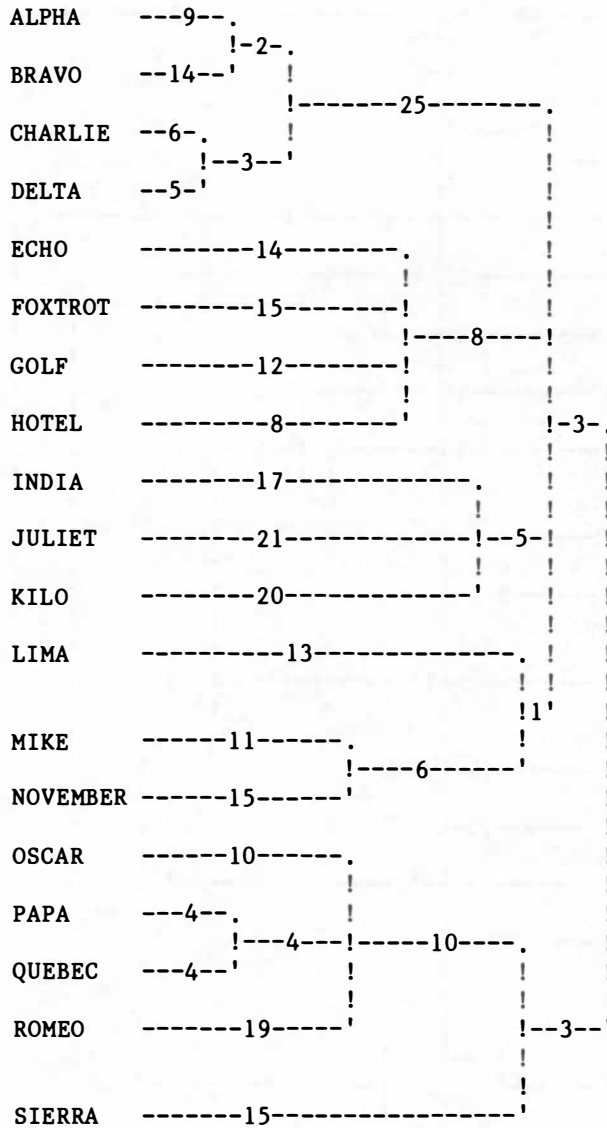 ALPHA ---9--.
!-2-.
BRAVO --14--' !
!-------25--------.
CHARLIE --6-. ! !
!--3--' !
DELTA --5-' !
!
ECHO --------14--------. !
! !
FOXTROT --------15--------! !
!----8----!
GOLF --------12--------! !
! !
HOTEL ---------8--------' !-3-.
! !
INDIA --------17-------------. ! !
! ! !
JULIET --------21-------------!--5-! !
! ! !
KILO --------20-------------' ! !
! !
LIMA ----------13--------------. ! !
! ! !
!1' !
MIKE ------11------. ! !
!----6------' !
NOVEMBER ------15------' !
!
OSCAR ------10------. !
! !
PAPA ---4--. ! !
!---4---!-----10----. !
QUEBEC ---4--' ! ! !
! ! !
ROMEO -------19-----' !--3--'
!
!
SIERRA -------15----------------'